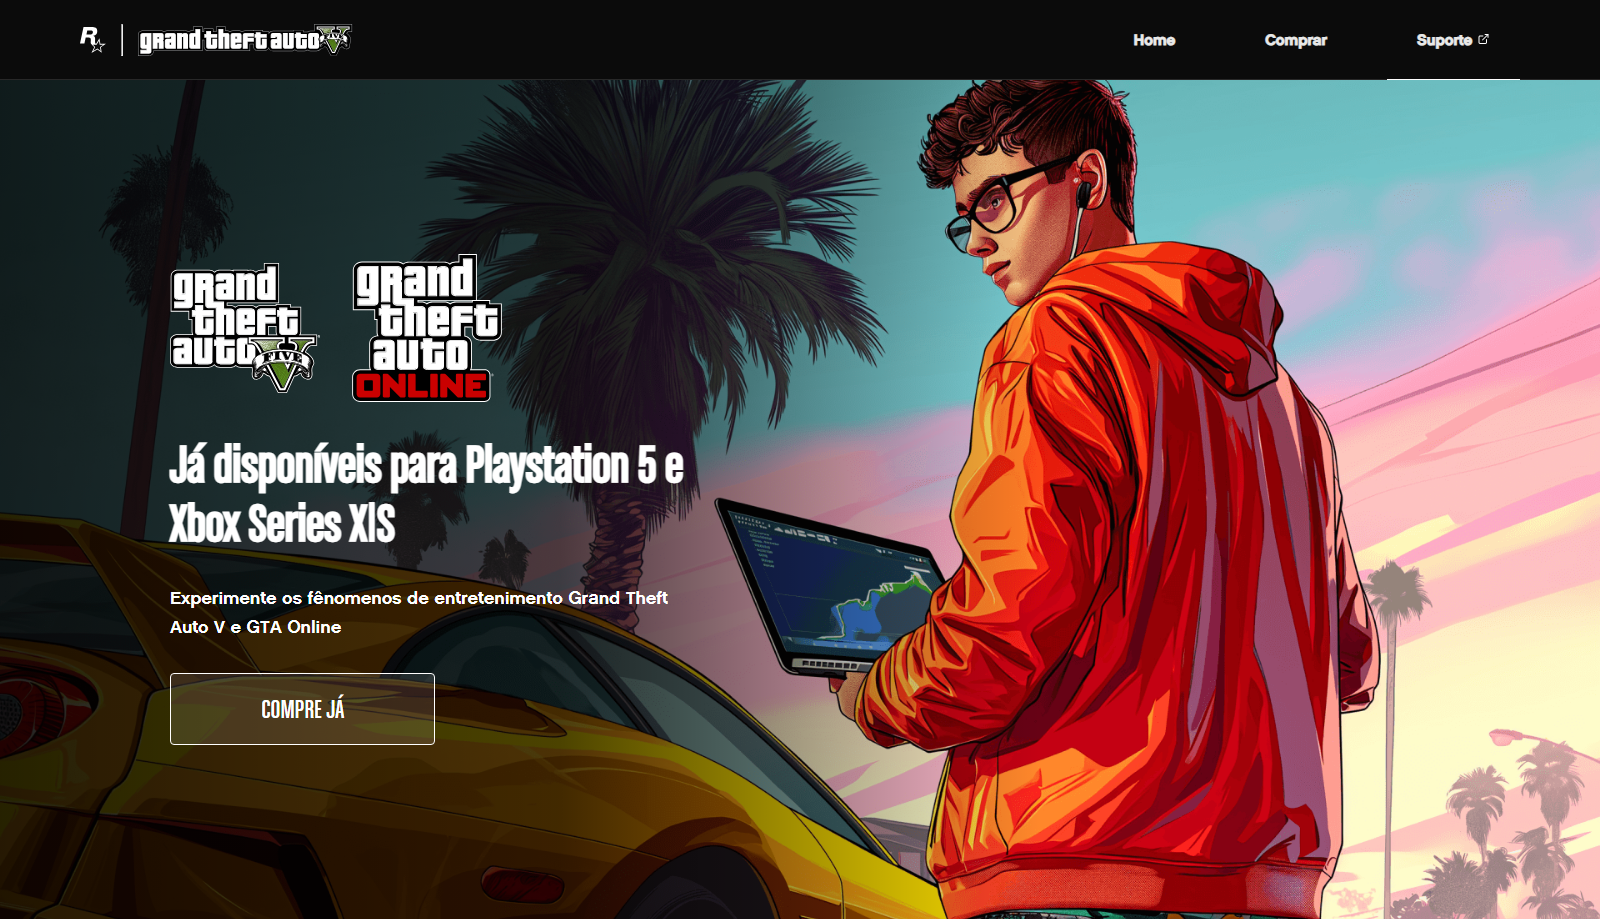 R
grand theft auto V
FIVE
Home
Comprar
Suporte
grand
theft
auto V
FIVE
grand
theft
auto
ONLINE
Já disponíveis para Playstation 5 e
Xbox Series X|S
Experimente os fênomenos de entretenimento Grand Theft
Auto V e GTA Online
COMPRE JÁ